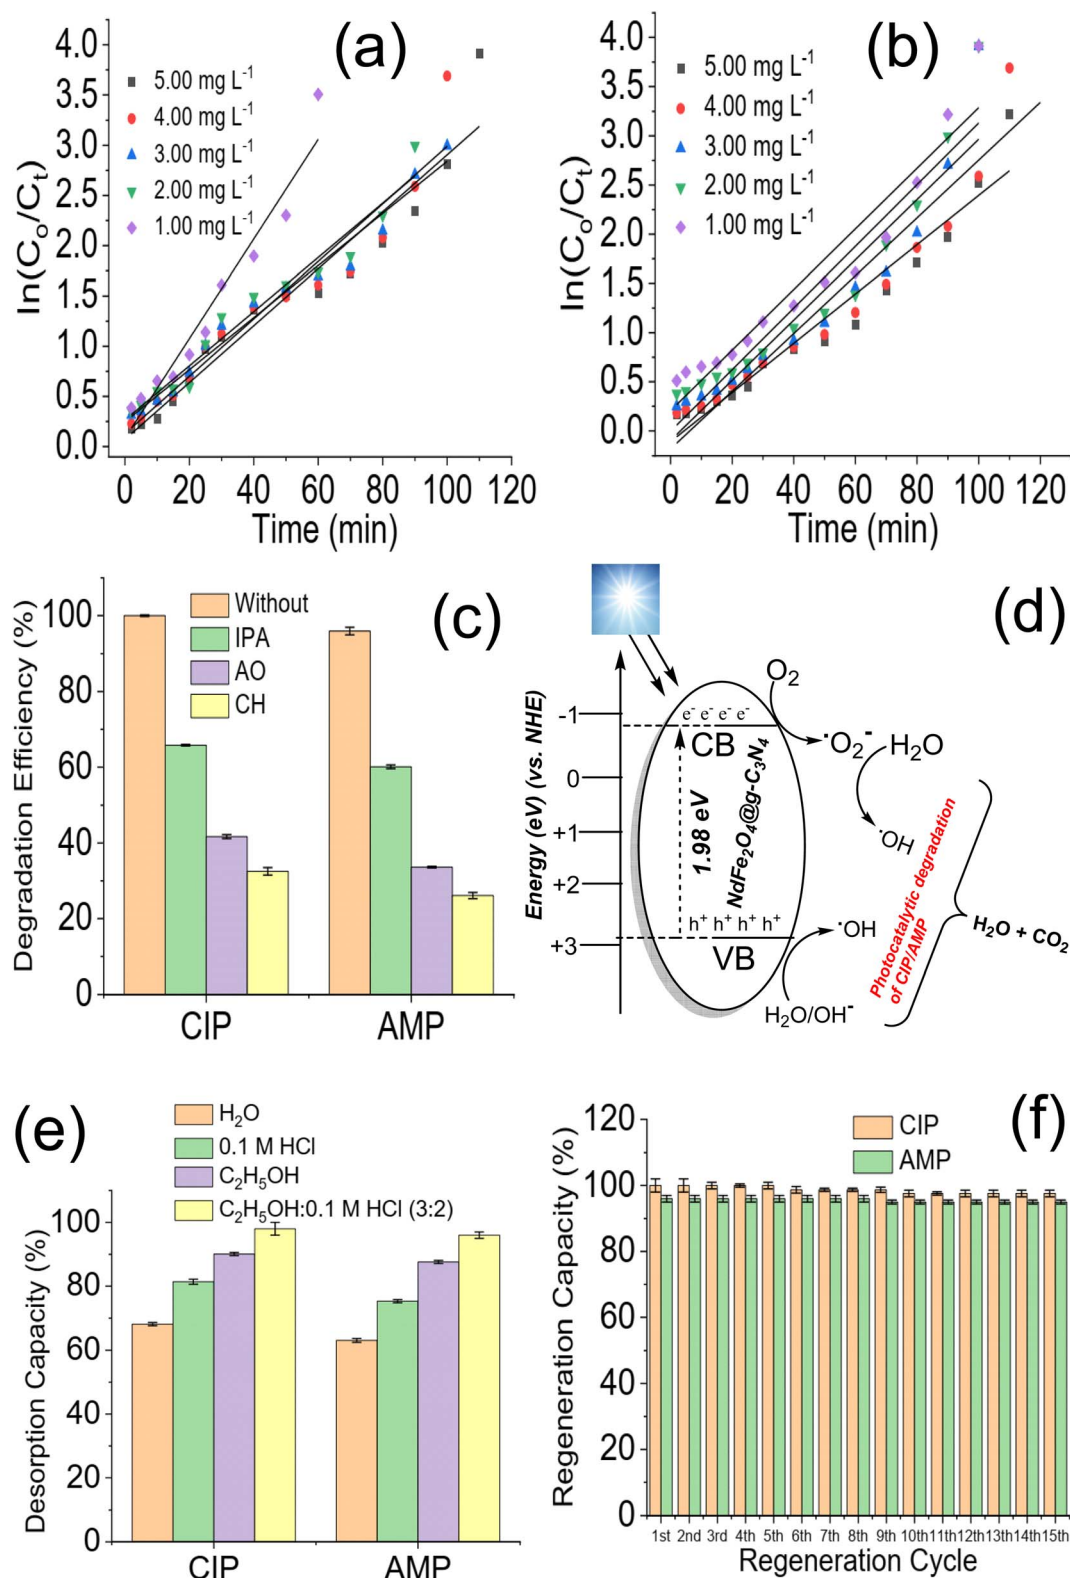 (a)
4.0
3.5
3.0
2.5
2.0
1.5
1.0
0.5
0.0
ln(Cₒ/Cₜ)
5.00 mg L⁻¹
4.00 mg L⁻¹
3.00 mg L⁻¹
2.00 mg L⁻¹
1.00 mg L⁻¹
0 20 40 60 80 100 120
Time (min)
(b)
4.0
3.5
3.0
2.5
2.0
1.5
1.0
0.5
0.0
ln(Cₒ/Cₜ)
5.00 mg L⁻¹
4.00 mg L⁻¹
3.00 mg L⁻¹
2.00 mg L⁻¹
1.00 mg L⁻¹
0 20 40 60 80 100 120
Time (min)
(c)
100
80
60
40
20
0
Degradation Efficiency (%)
Without
IPA
AO
CH
CIP AMP
(d)
Energy (eV) (vs. NHE)
-1
0
+1
+2
+3
e⁻ e⁻ e⁻ e⁻
CB
1.98 eV
NdFe₂O₄@g-C₃N₄
h⁺ h⁺ h⁺ h⁺
VB
O₂
·O₂⁻
H₂O
·OH
·OH
H₂O/OH⁻
Photocatalytic degradation
of CIP/AMP
H₂O + CO₂
(e)
H₂O
0.1 M HCl
C₂H₅OH
C₂H₅OH:0.1 M HCl (3:2)
100
80
60
40
20
0
Desorption Capacity (%)
CIP AMP
(f)
120
100
80
60
40
20
0
Regeneration Capacity (%)
CIP
AMP
1st 2nd 3rd 4th 5th 6th 7th 8th 9th 10th 11th 12th 13th 14th 15th
Regeneration Cycle